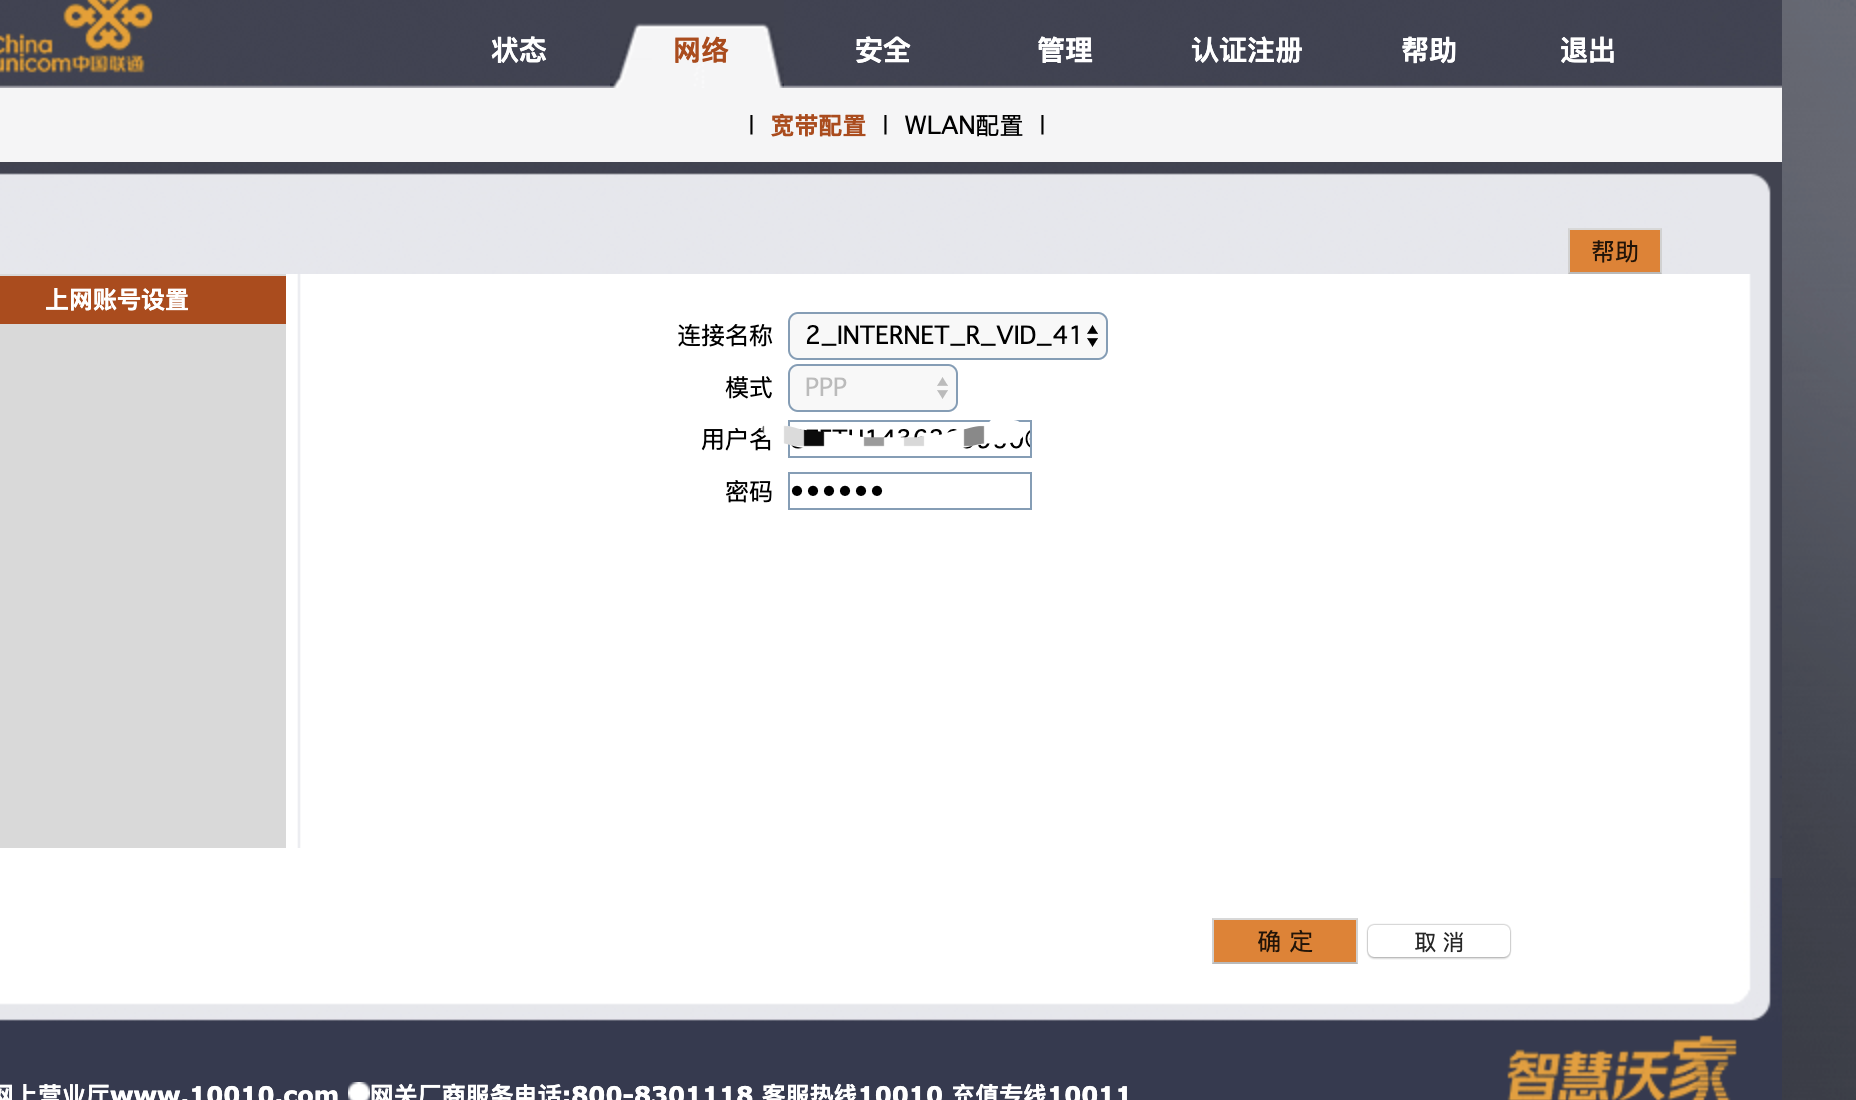 China
unicom中国联通
状态 网络 安全 管理 认证注册 帮助 退出
| 宽带配置 | WLAN配置 |
帮助
上网账号设置
连接名称 2_INTERNET_R_VID_41
模式 PPP
用户名
密码 ••••••
确 定 取 消
智慧沃家
网上营业厅www.10010.com 网关厂商服务电话:800-8301118 客服热线10010 充值专线10011